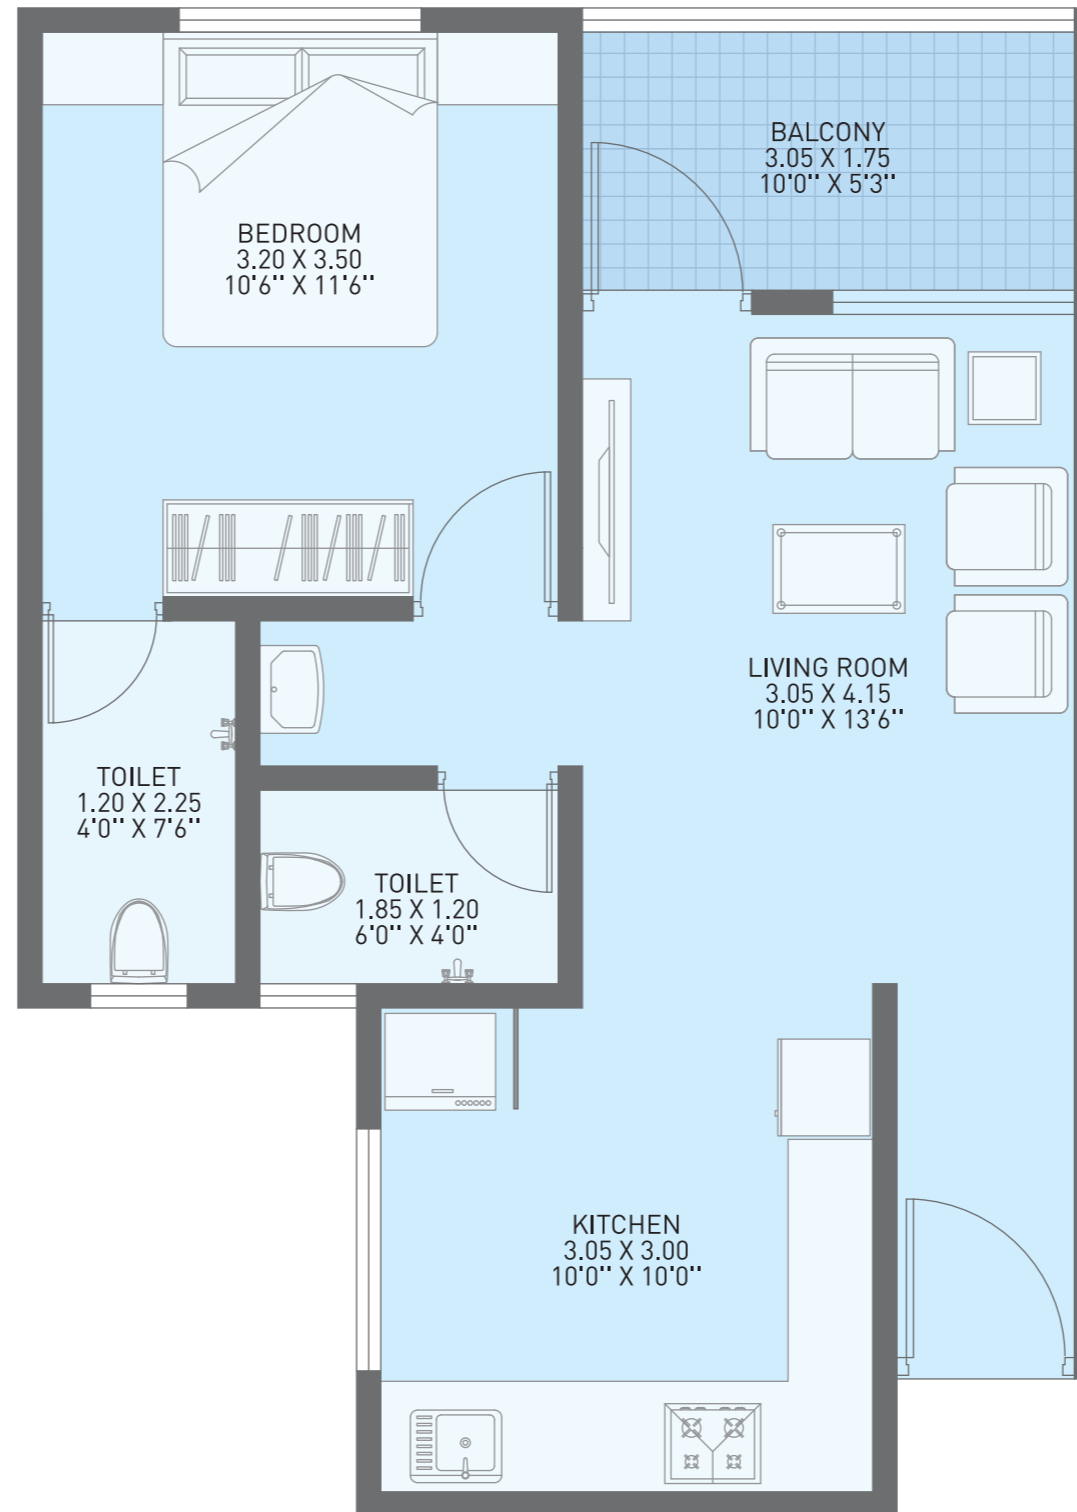 BALCONY
3.05 X 1.75
10'0'' X 5'3''
BEDROOM
3.20 X 3.50
10'6'' X 11'6''
LIVING ROOM
3.05 X 4.15
10'0'' X 13'6''
TOILET
1.20 X 2.25
4'0'' X 7'6''
TOILET
1.85 X 1.20
6'0'' X 4'0''
KITCHEN
3.05 X 3.00
10'0'' X 10'0''